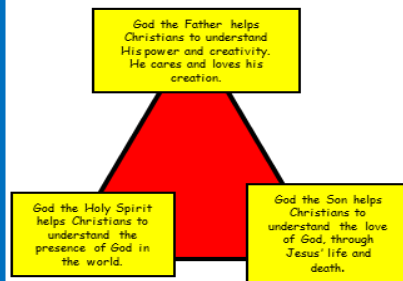 God the Father helps
Christians to understand
His power and creativity.
He cares and loves his
creation.
God the Holy Spirit
helps Christians to
understand the
presence of God in
the world.
God the Son helps
Christians to
understand the love
of God, through
Jesus' life and
death.